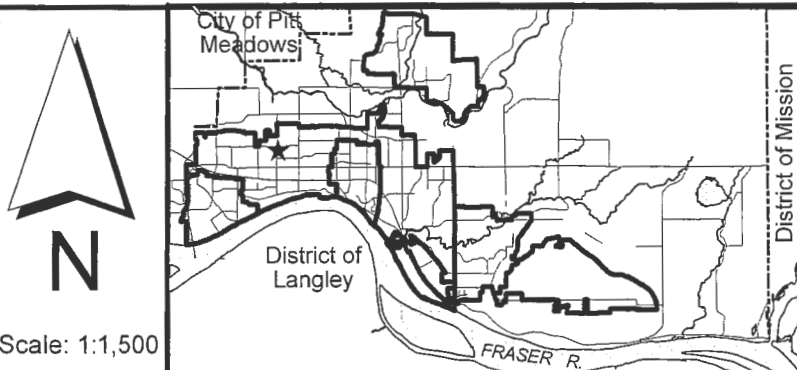 City of Pitt
Meadows
District of Mission
N
District of
Langley
Scale: 1:1,500
FRASER R.